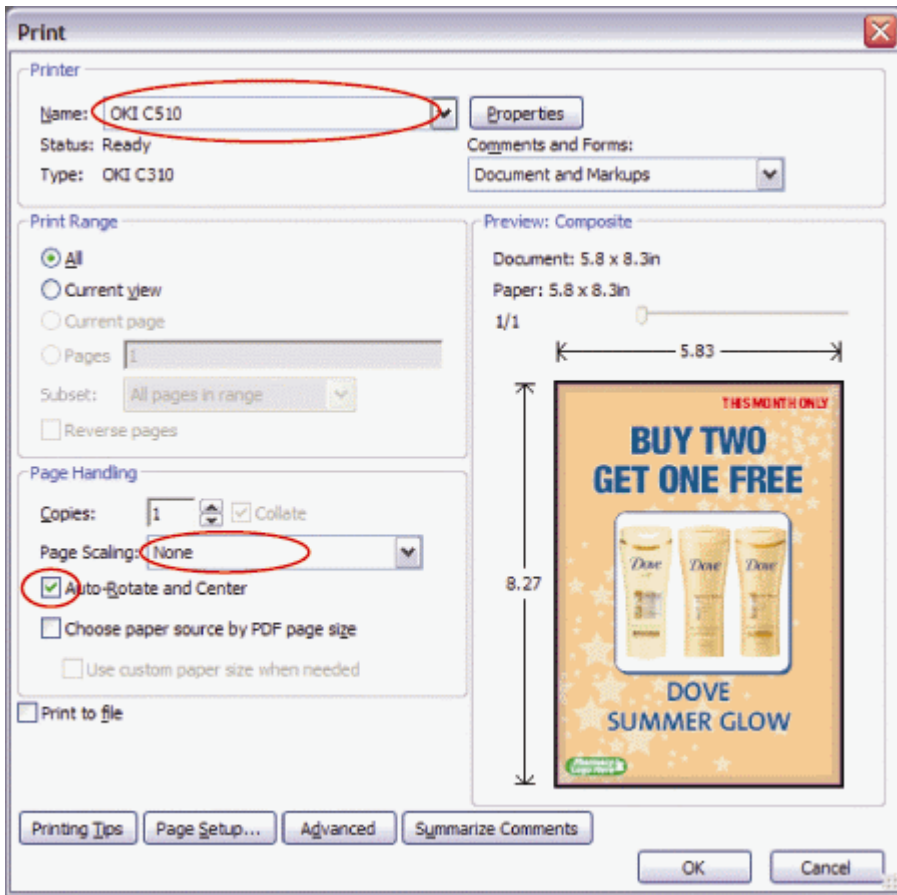 Print
Printer
Name: OKI C510
Properties
Status: Ready
Comments and Forms:
Type: OKI C310
Document and Markups
Print Range
All
Current view
Current page
Pages 1
Subset: All pages in range
Reverse pages
Preview: Composite
Document: 5.8 x 8.3in
Paper: 5.8 x 8.3in
1/1
5.83
8.27
THIS MONTH ONLY
BUY TWO
GET ONE FREE
Dove Dove Dove
DOVE
SUMMER GLOW
Pharmacy
Logo Here
Page Handling
Copies: 1 Collate
Page Scaling: None
Auto-Rotate and Center
Choose paper source by PDF page size
Use custom paper size when needed
Print to file
Printing Tips Page Setup... Advanced Summarize Comments
OK Cancel